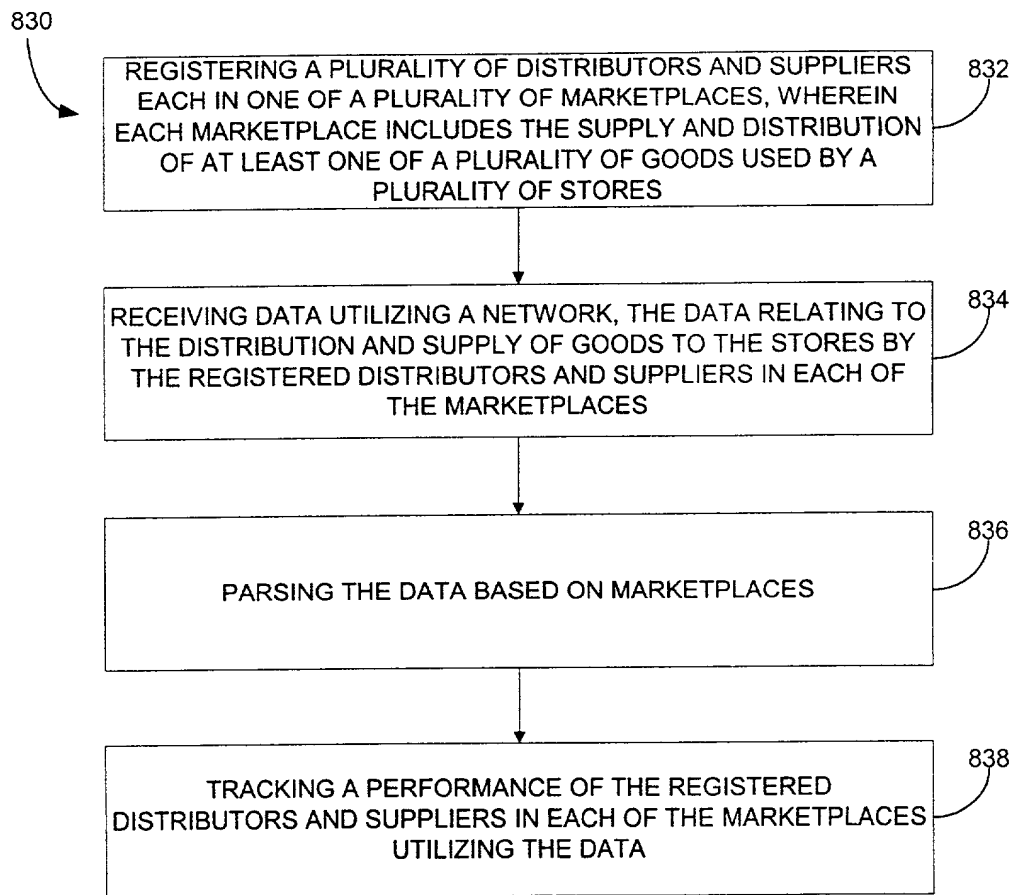 830
REGISTERING A PLURALITY OF DISTRIBUTORS AND SUPPLIERS
EACH IN ONE OF A PLURALITY OF MARKETPLACES, WHEREIN
EACH MARKETPLACE INCLUDES THE SUPPLY AND DISTRIBUTION
OF AT LEAST ONE OF A PLURALITY OF GOODS USED BY A
PLURALITY OF STORES
832
RECEIVING DATA UTILIZING A NETWORK, THE DATA RELATING TO
THE DISTRIBUTION AND SUPPLY OF GOODS TO THE STORES BY
THE REGISTERED DISTRIBUTORS AND SUPPLIERS IN EACH OF
THE MARKETPLACES
834
PARSING THE DATA BASED ON MARKETPLACES
836
TRACKING A PERFORMANCE OF THE REGISTERED
DISTRIBUTORS AND SUPPLIERS IN EACH OF THE MARKETPLACES
UTILIZING THE DATA
838